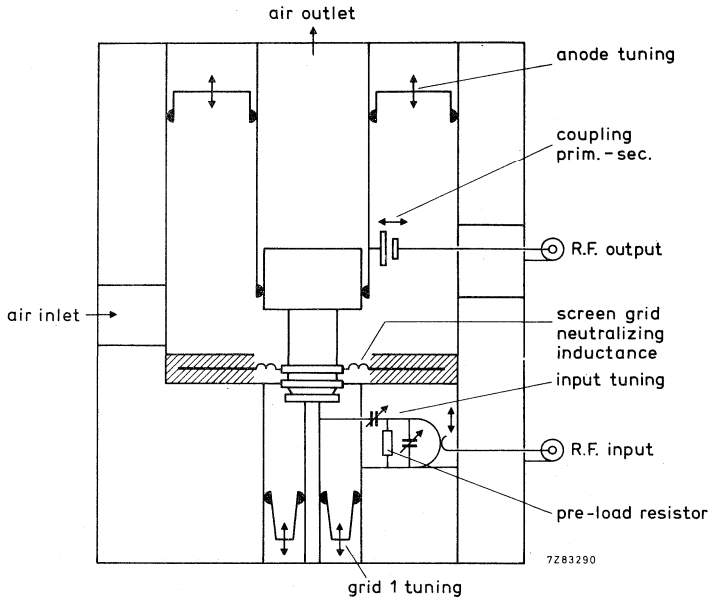 air outlet
anode tuning
coupling
prim.-sec.
R.F. output
air inlet
screen grid
neutralizing
inductance
input tuning
R.F. input
pre-load resistor
7Z83290
grid 1 tuning